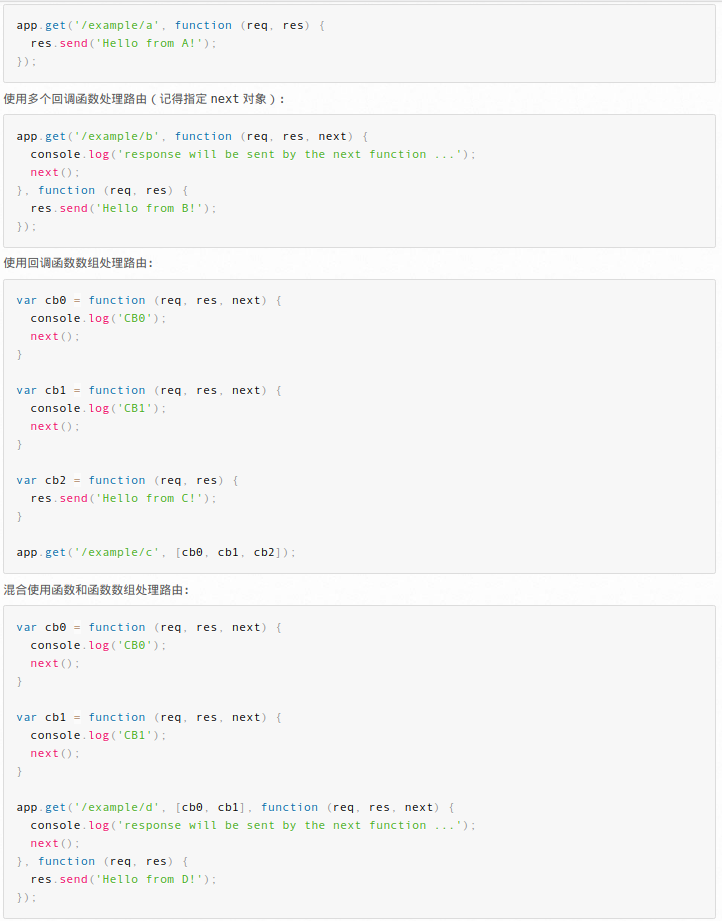 app.get('/example/a', function (req, res) {
  res.send('Hello from A!');
});
使用多个回调函数处理路由（记得指定 next 对象）:
app.get('/example/b', function (req, res, next) {
  console.log('response will be sent by the next function ...');
  next();
}, function (req, res) {
  res.send('Hello from B!');
});
使用回调函数数组处理路由:
var cb0 = function (req, res, next) {
  console.log('CB0');
  next();
}

var cb1 = function (req, res, next) {
  console.log('CB1');
  next();
}

var cb2 = function (req, res) {
  res.send('Hello from C!');
}

app.get('/example/c', [cb0, cb1, cb2]);
混合使用函数和函数数组处理路由:
var cb0 = function (req, res, next) {
  console.log('CB0');
  next();
}

var cb1 = function (req, res, next) {
  console.log('CB1');
  next();
}

app.get('/example/d', [cb0, cb1], function (req, res, next) {
  console.log('response will be sent by the next function ...');
  next();
}, function (req, res) {
  res.send('Hello from D!');
});